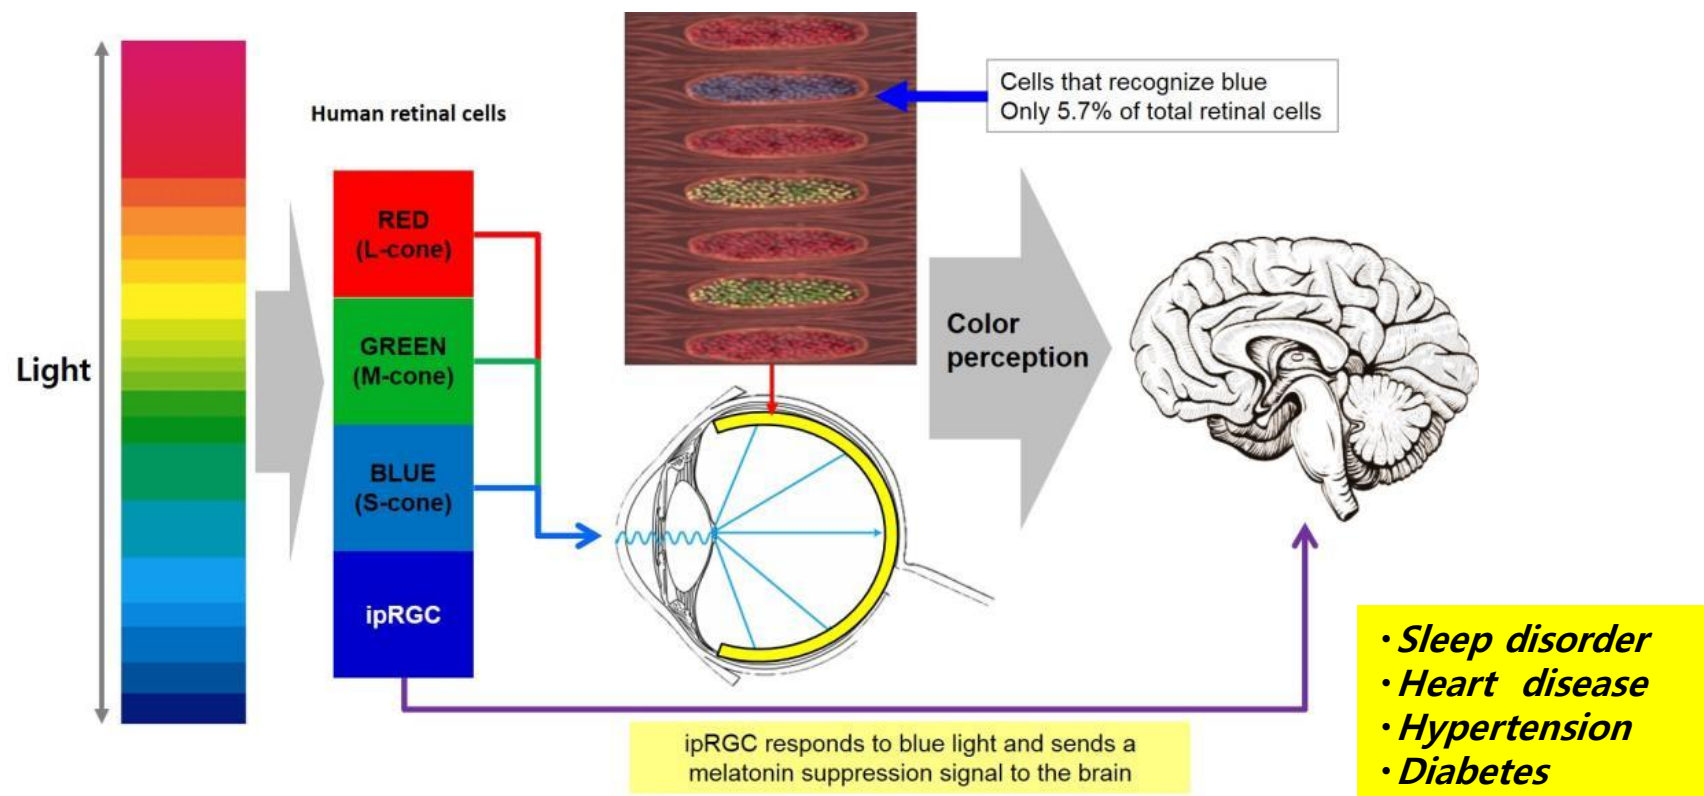 Light
Human retinal cells
RED
(L-cone)
GREEN
(M-cone)
BLUE
(S-cone)
ipRGC
Cells that recognize blue
Only 5.7% of total retinal cells
Color
perception
ipRGC responds to blue light and sends a
melatonin suppression signal to the brain
· Sleep disorder
· Heart disease
· Hypertension
· Diabetes